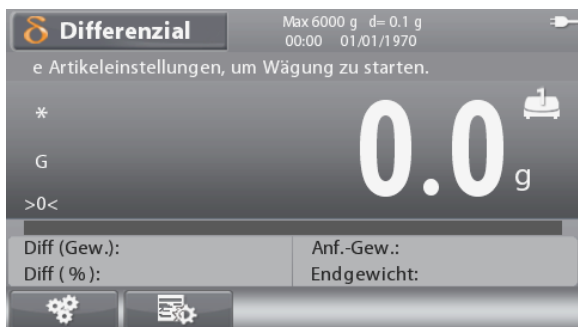 δ Differenzial
Max 6000 g d= 0.1 g
00:00 01/01/1970
e Artikeleinstellungen, um Wägung zu starten.
*
1
0.0 g
G
>0<
Diff (Gew.):
Anf.-Gew.:
Diff ( % ):
Endgewicht: